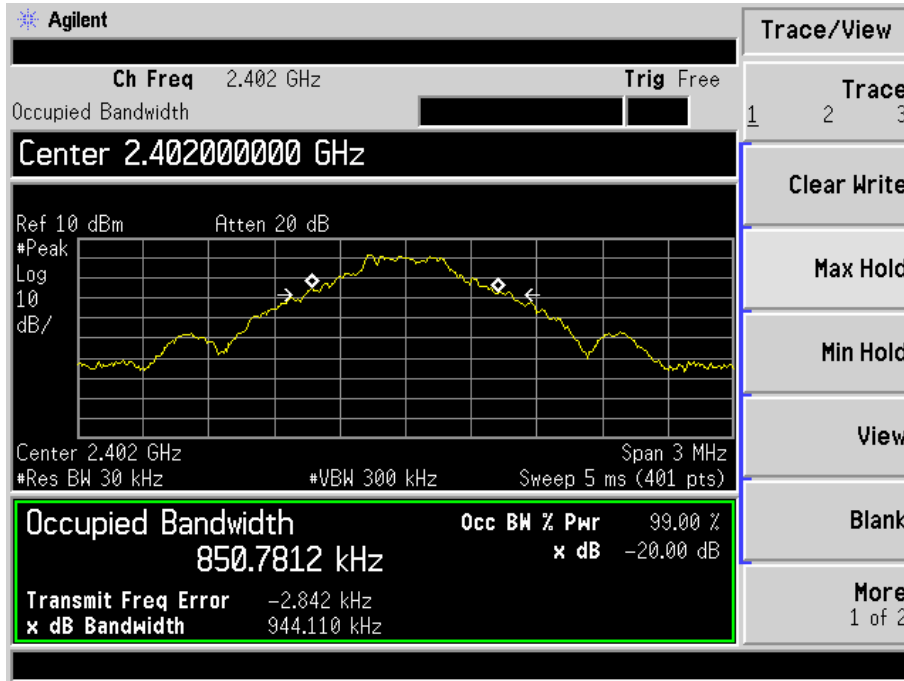 Agilent
Trace/View
Ch Freq 2.402 GHz Trig Free
Occupied Bandwidth
Center 2.402000000 GHz
Ref 10 dBm Atten 20 dB
#Peak
Log
10
dB/
Center 2.402 GHz Span 3 MHz
#Res BW 30 kHz #VBW 300 kHz Sweep 5 ms (401 pts)
Occupied Bandwidth
850.7812 kHz
Occ BW % Pwr 99.00 %
x dB -20.00 dB
Transmit Freq Error -2.842 kHz
x dB Bandwidth 944.110 kHz
Trace
1 2 3
Clear Write
Max Hold
Min Hold
View
Blank
More
1 of 2